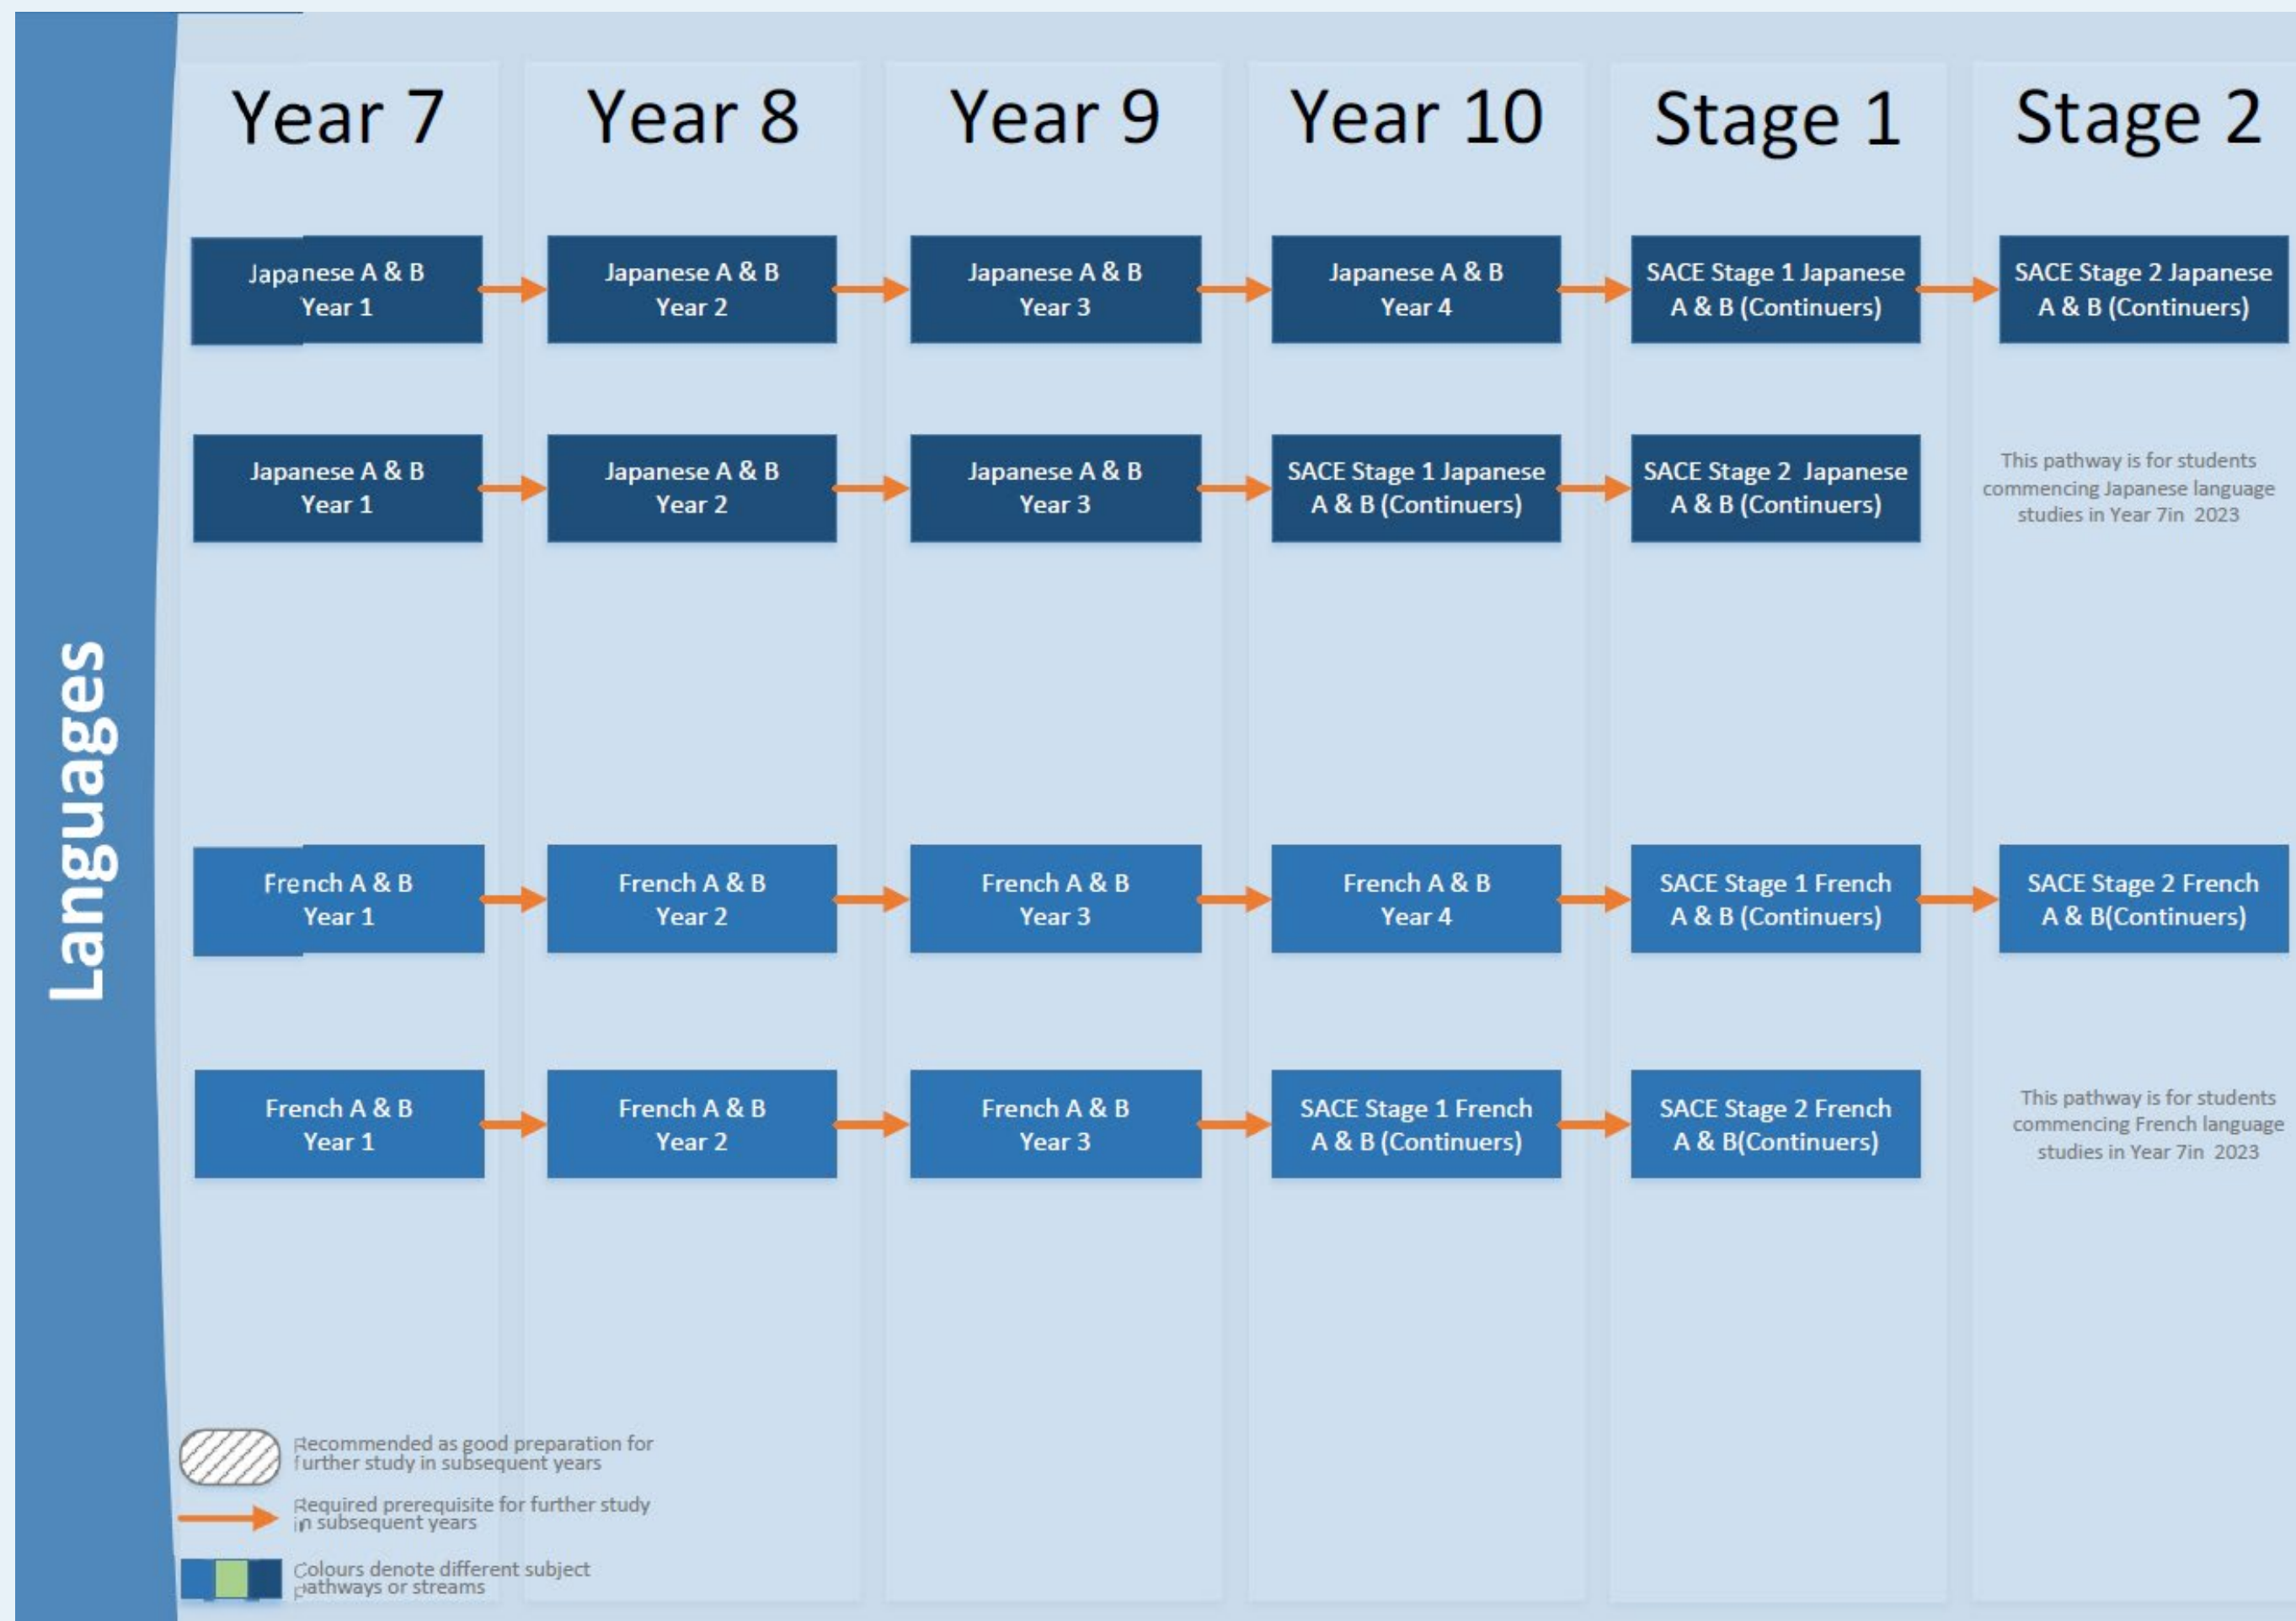 Languages
Year 7
Year 8
Year 9
Year 10
Stage 1
Stage 2
Japanese A & B
Year 1
Japanese A & B
Year 2
Japanese A & B
Year 3
Japanese A & B
Year 4
SACE Stage 1 Japanese
A & B (Continuers)
SACE Stage 2 Japanese
A & B (Continuers)
Japanese A & B
Year 1
Japanese A & B
Year 2
Japanese A & B
Year 3
SACE Stage 1 Japanese
A & B (Continuers)
SACE Stage 2  Japanese
A & B (Continuers)
This pathway is for students
commencing Japanese language
studies in Year 7in  2023
French A & B
Year 1
French A & B
Year 2
French A & B
Year 3
French A & B
Year 4
SACE Stage 1 French
A & B (Continuers)
SACE Stage 2 French
A & B(Continuers)
French A & B
Year 1
French A & B
Year 2
French A & B
Year 3
SACE Stage 1 French
A & B (Continuers)
SACE Stage 2 French
A & B(Continuers)
This pathway is for students
commencing French language
studies in Year 7in  2023
Recommended as good preparation for
further study in subsequent years
Required prerequisite for further study
in subsequent years
Colours denote different subject
pathways or streams